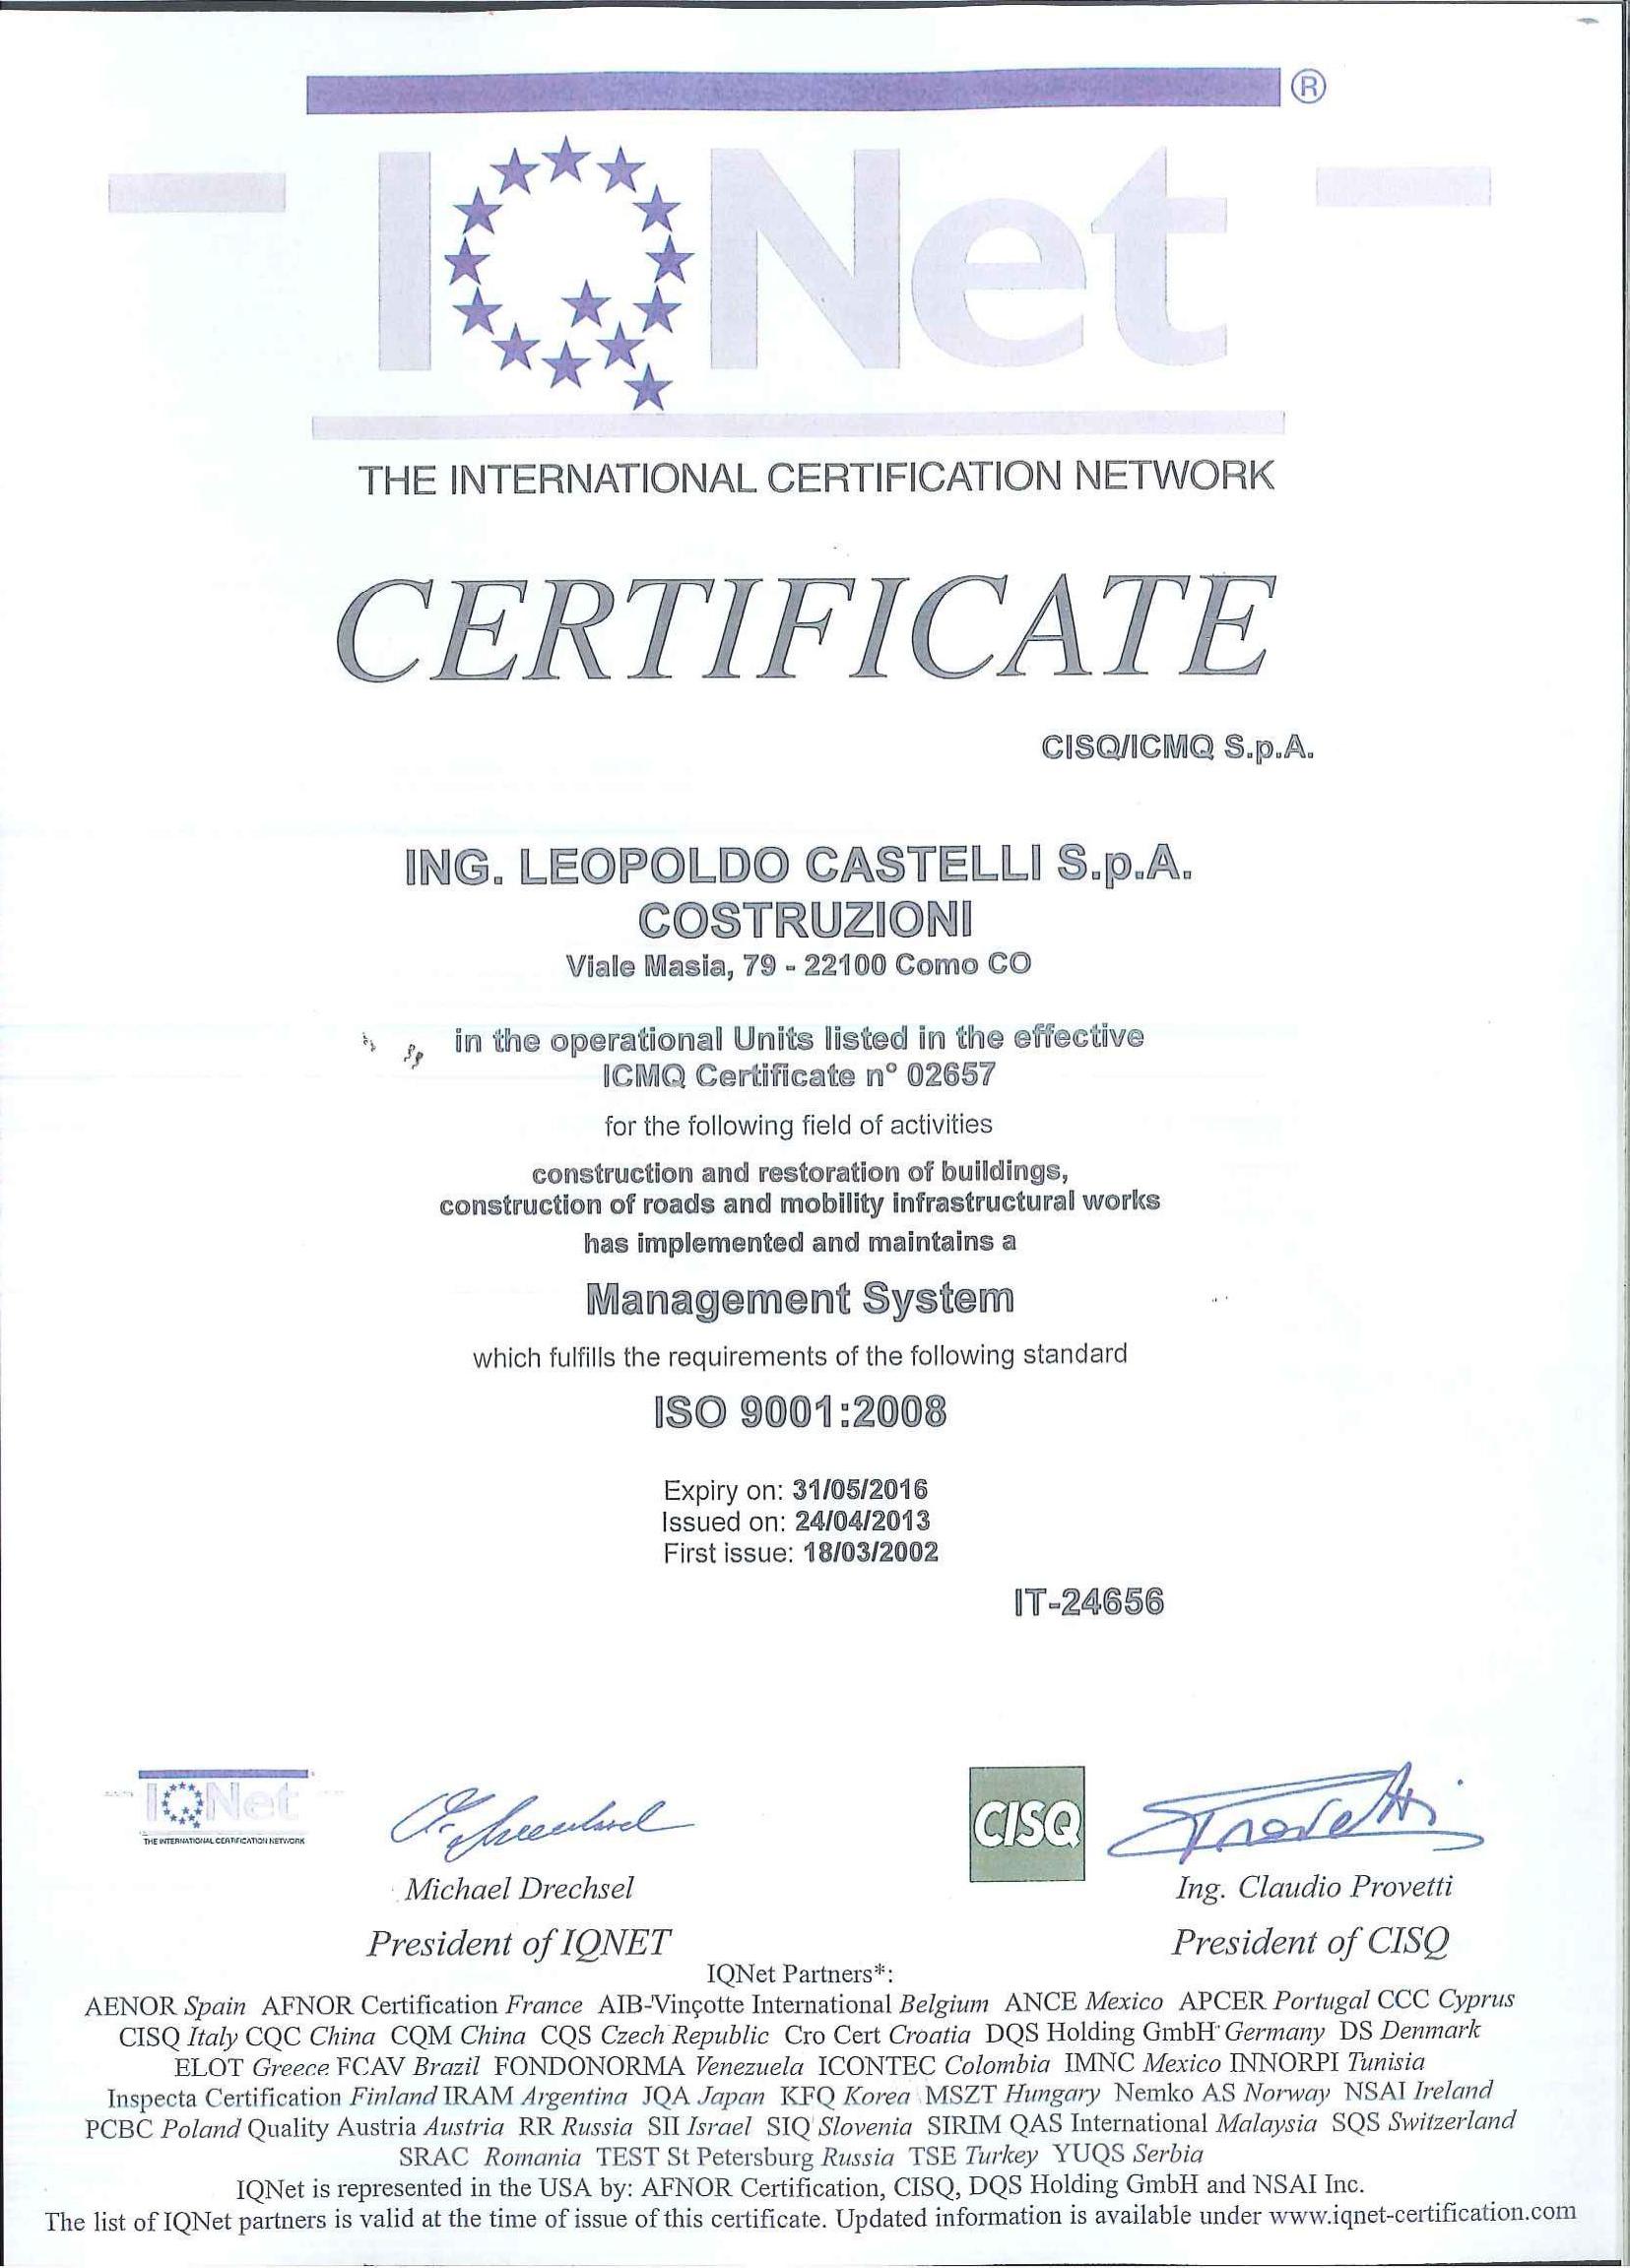 IQNet ®
THE INTERNATIONAL CERTIFICATION NETWORK
CERTIFICATE
CISQ/ICMQ S.p.A.
ING. LEOPOLDO CASTELLI S.p.A.
COSTRUZIONI
Viale Masia, 79 - 22100 Como CO
in the operational Units listed in the effective
ICMQ Certificate n° 02657
for the following field of activities
construction and restoration of buildings,
construction of roads and mobility infrastructural works
has implemented and maintains a
Management System
which fulfills the requirements of the following standard
ISO 9001:2008
Expiry on: 31/05/2016
Issued on: 24/04/2013
First issue: 18/03/2002
IT-24656
IQNet
THE INTERNATIONAL CERTIFICATION NETWORK
CISQ
Provetti
Michael Drechsel
Ing. Claudio Provetti
President of IQNET
President of CISQ
IQNet Partners*:
AENOR Spain AFNOR Certification France AIB-Vinçotte International Belgium ANCE Mexico APCER Portugal CCC Cyprus
CISQ Italy CQC China CQM China CQS Czech Republic Cro Cert Croatia DQS Holding GmbH Germany DS Denmark
ELOT Greece FCAV Brazil FONDONORMA Venezuela ICONTEC Colombia IMNC Mexico INNORPI Tunisia
Inspecta Certification Finland IRAM Argentina JQA Japan KFQ Korea MSZT Hungary Nemko AS Norway NSAI Ireland
PCBC Poland Quality Austria Austria RR Russia SII Israel SIQ Slovenia SIRIM QAS International Malaysia SQS Switzerland
SRAC Romania TEST St Petersburg Russia TSE Turkey YUQS Serbia
IQNet is represented in the USA by: AFNOR Certification, CISQ, DQS Holding GmbH and NSAI Inc.
The list of IQNet partners is valid at the time of issue of this certificate. Updated information is available under www.iqnet-certification.com